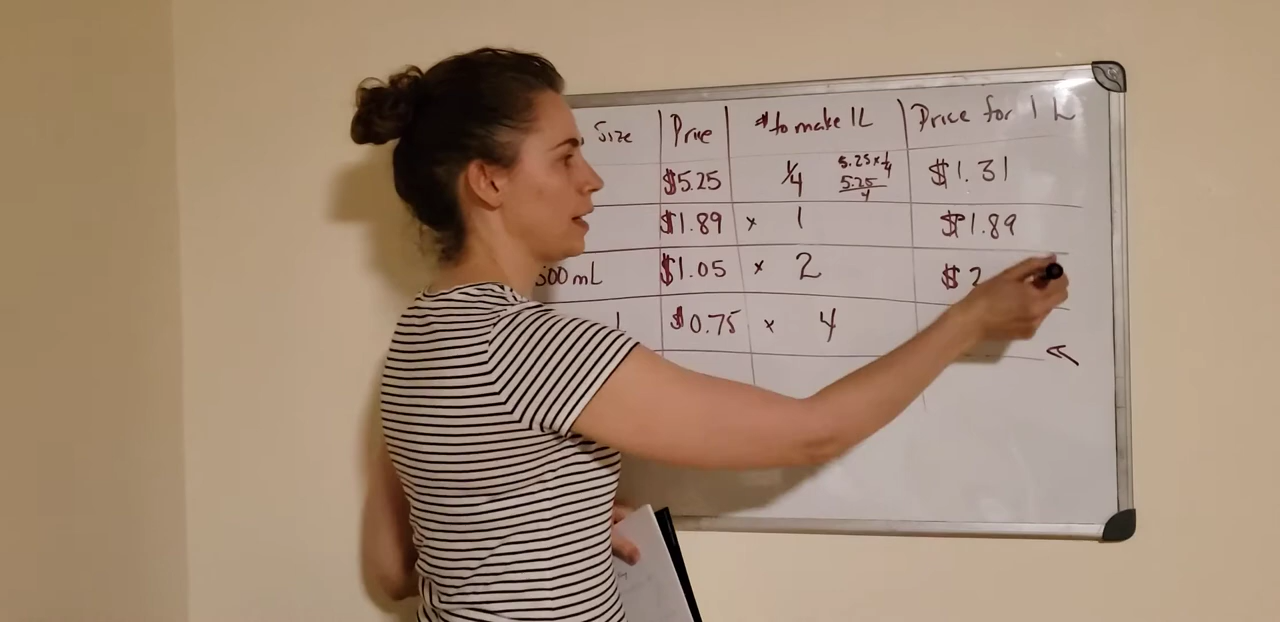 Size Price # to make 1L Price for 1 L
$5.25 1/4 5.25 x 1/4 $1.31
5.25
4
$1.89 x 1 $1.89
500 mL $1.05 x 2 $2
$0.75 x 4